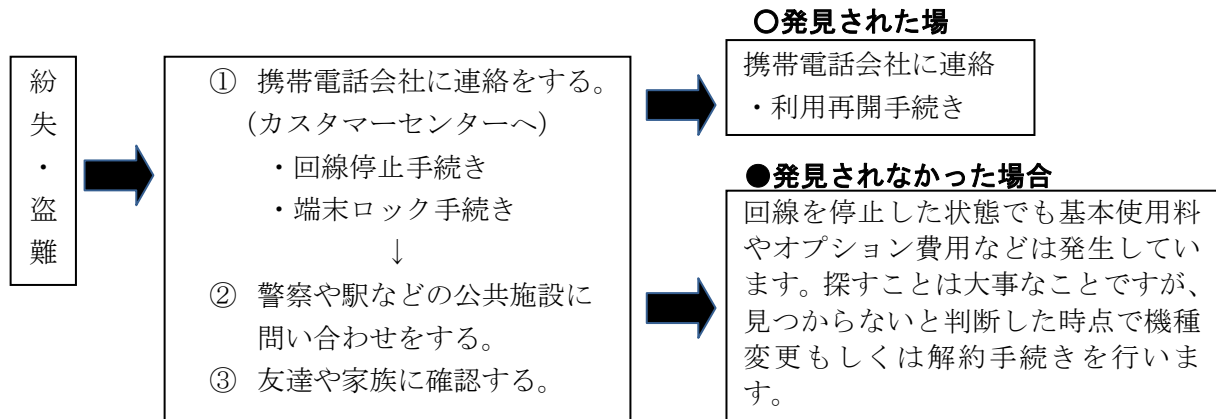 紛
失
・
盗
難
① 携帯電話会社に連絡をする。
(カスタマーセンターへ)
・回線停止手続き
・端末ロック手続き
↓
② 警察や駅などの公共施設に
問い合わせをする。
③ 友達や家族に確認する。
〇発見された場
携帯電話会社に連絡
・利用再開手続き
●発見されなかった場合
回線を停止した状態でも基本使用料
やオプション費用などは発生してい
ます。探すことは大事なことですが、
見つからないと判断した時点で機種
変更もしくは解約手続きを行いま
す。